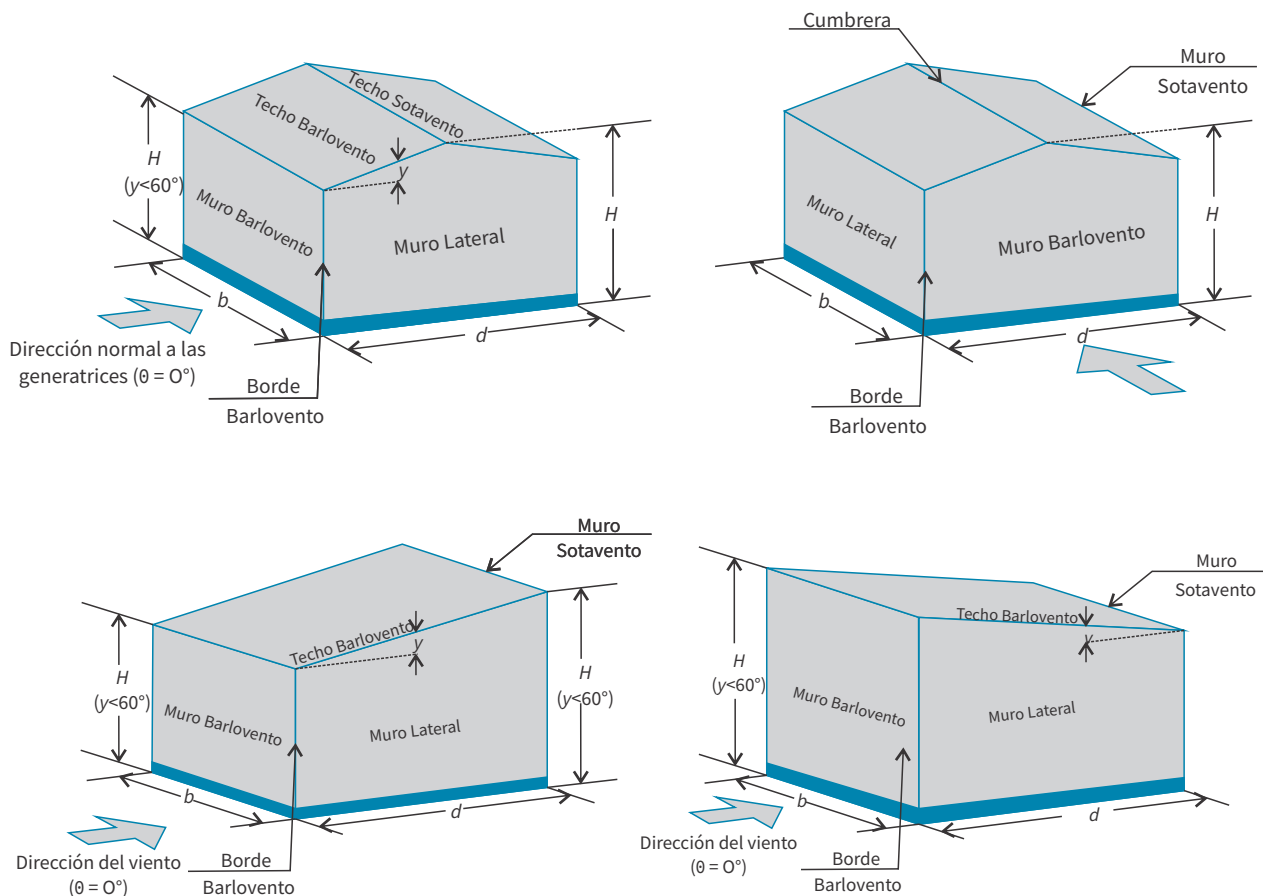 Techo Sotavento
Techo Barlovento
H
(y<60°)
y
Muro Barlovento
Muro Lateral
H
b
d
Dirección normal a las
generatrices (θ = O°)
Borde
Barlovento
Cumbrera
Muro
Sotavento
H
Muro Lateral
Muro Barlovento
b
d
Borde
Barlovento
Muro
Sotavento
Techo Barlovento
y
H
(y<60°)
H
(y<60°)
Muro Barlovento
Muro Lateral
b
d
Dirección del viento
(θ = O°)
Borde
Barlovento
Muro
Sotavento
Techo Barlovento
y
H
(y<60°)
Muro Barlovento
Muro Lateral
b
d
Dirección del viento
(θ = O°)
Borde
Barlovento